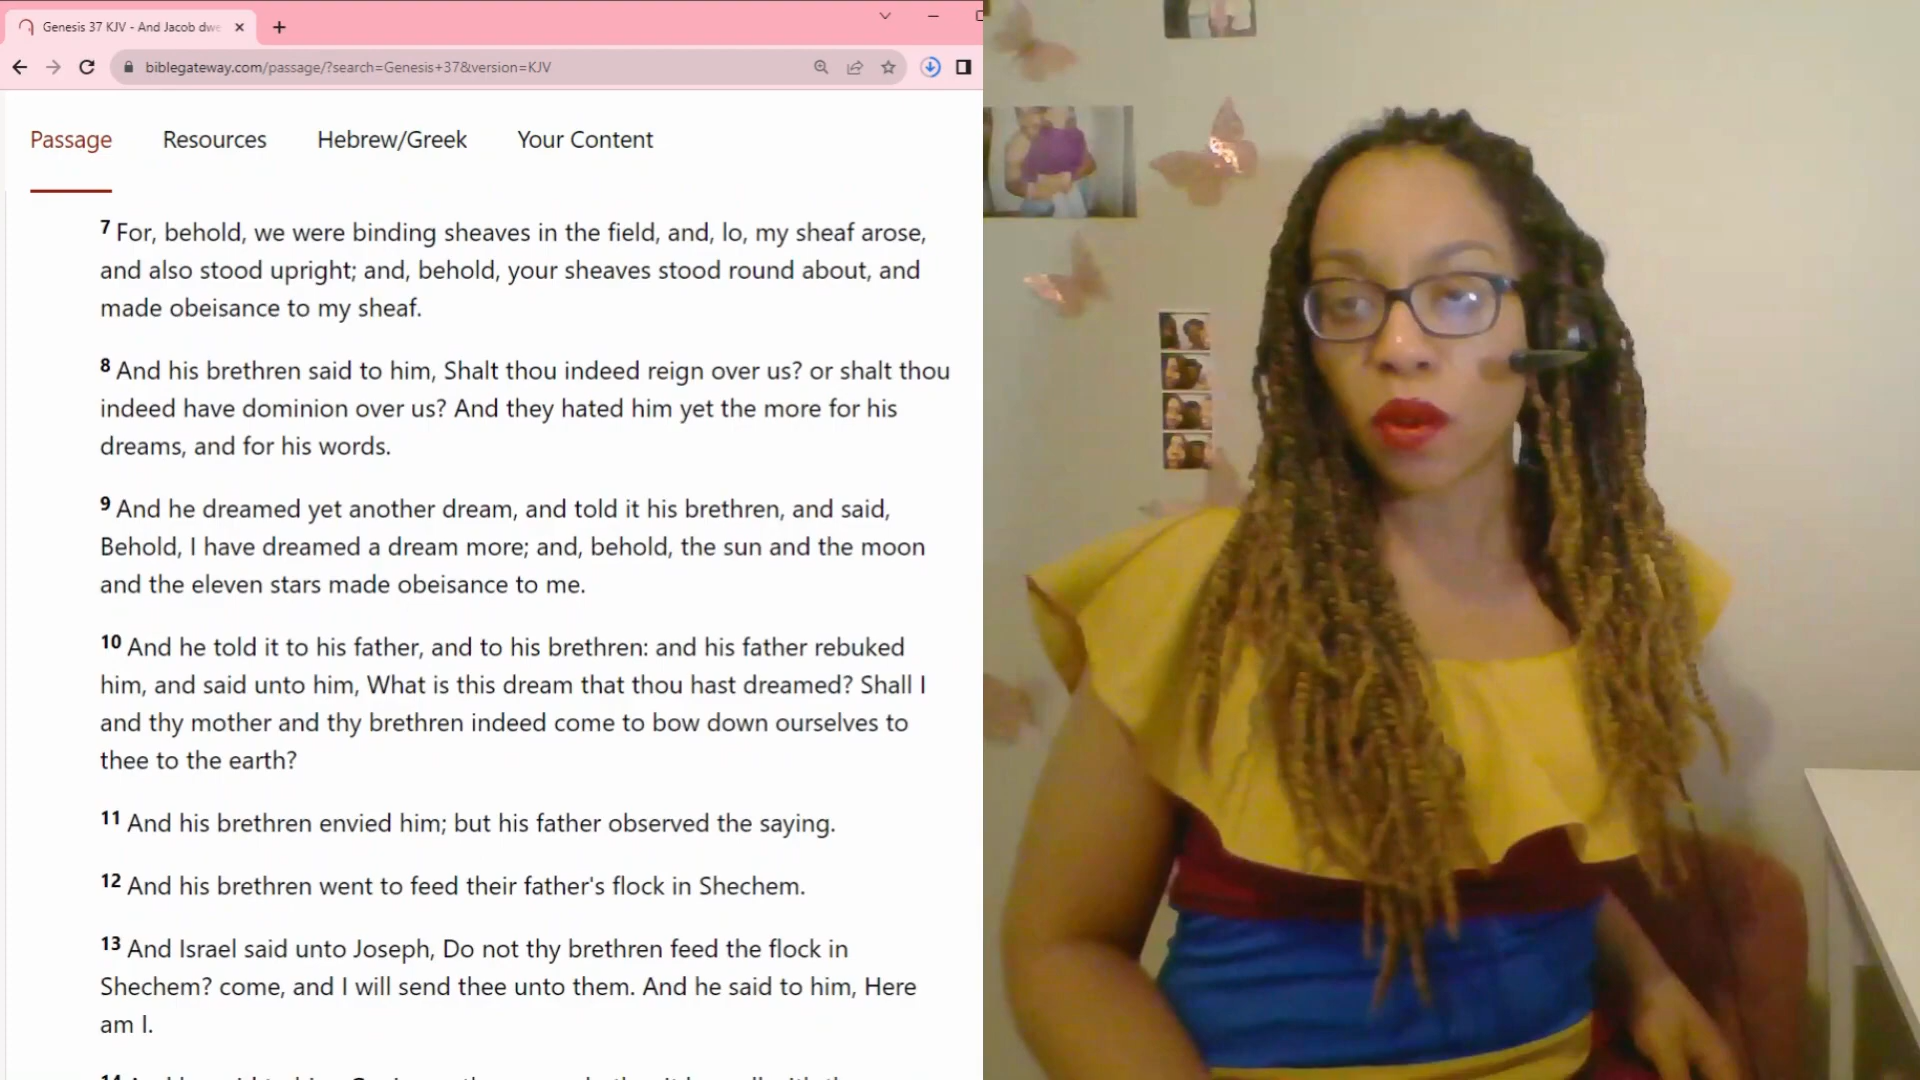 Genesis 37 KJV - And Jacob dwe
biblegateway.com/passage/?search=Genesis+37&version=KJV
Passage Resources Hebrew/Greek Your Content
7 For, behold, we were binding sheaves in the field, and, lo, my sheaf arose,
and also stood upright; and, behold, your sheaves stood round about, and
made obeisance to my sheaf.
8 And his brethren said to him, Shalt thou indeed reign over us? or shalt thou
indeed have dominion over us? And they hated him yet the more for his
dreams, and for his words.
9 And he dreamed yet another dream, and told it his brethren, and said,
Behold, I have dreamed a dream more; and, behold, the sun and the moon
and the eleven stars made obeisance to me.
10 And he told it to his father, and to his brethren: and his father rebuked
him, and said unto him, What is this dream that thou hast dreamed? Shall I
and thy mother and thy brethren indeed come to bow down ourselves to
thee to the earth?
11 And his brethren envied him; but his father observed the saying.
12 And his brethren went to feed their father's flock in Shechem.
13 And Israel said unto Joseph, Do not thy brethren feed the flock in
Shechem? come, and I will send thee unto them. And he said to him, Here
am I.